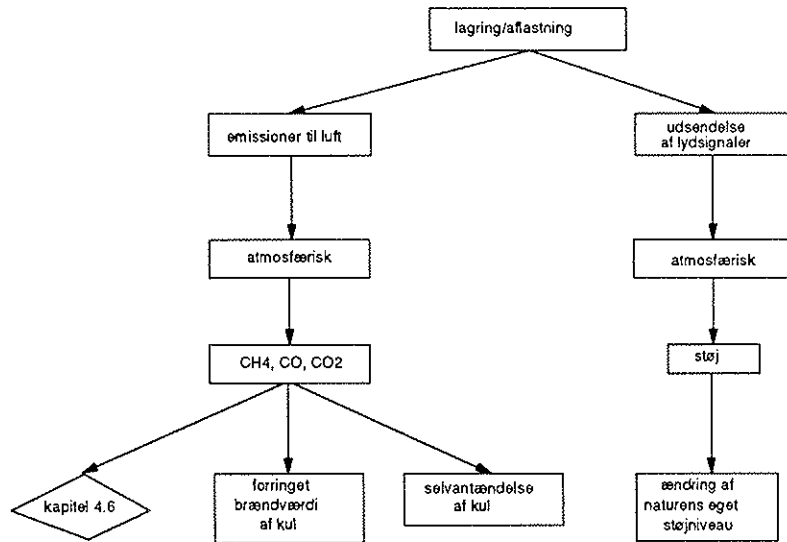 lagring/aflastning
emissioner til luft
udsendelse
af lydsignaler
atmosfærisk
atmosfærisk
CH4, CO, CO2
støj
kapitel 4.6
forringet
brændværdi
af kul
selvantændelse
af kul
ændring af
naturens eget
støjniveau